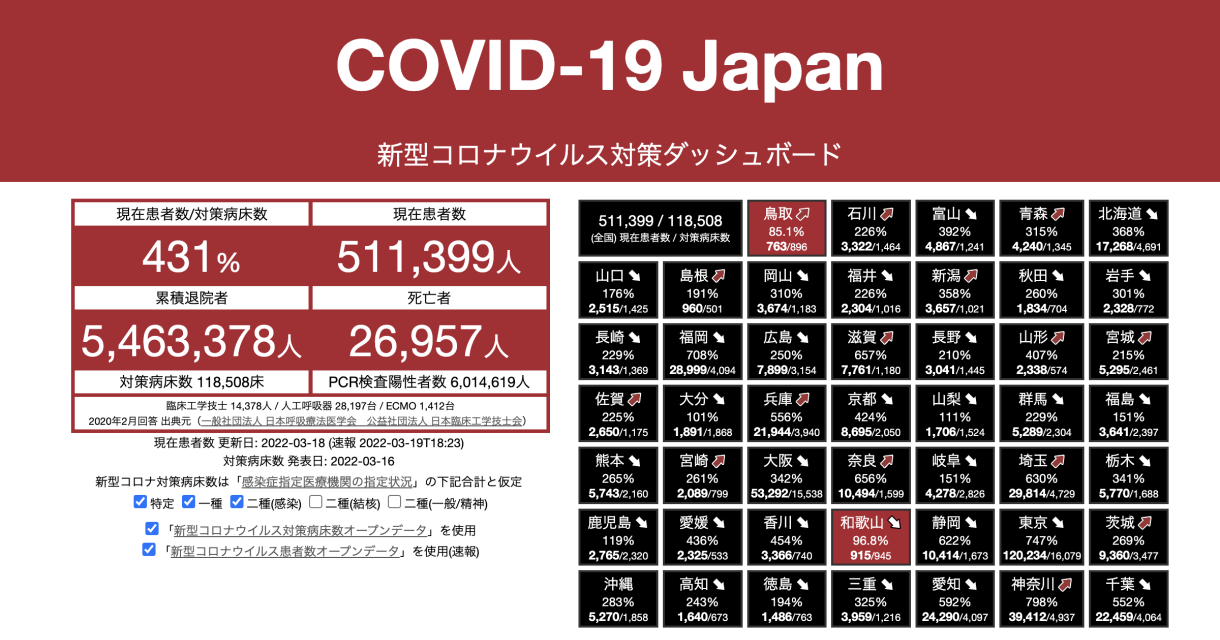 COVID-19 Japan
新型コロナウイルス対策ダッシュボード
現在患者数/対策病床数
現在患者数
431%
511,399人
累積退院者
死亡者
5,463,378人
26,957人
対策病床数 118,508床
PCR検査陽性者数 6,014,619人
臨床工学技士 14,378人 / 人工呼吸器 28,197台 / ECMO 1,412台
2020年2月回答 出典元（一般社団法人 日本呼吸療法医学会　公益社団法人 日本臨床工学技士会）
現在患者数 更新日: 2022-03-18 (速報 2022-03-19T18:23)
対策病床数 発表日: 2022-03-16
新型コロナ対策病床数は「感染症指定医療機関の指定状況」の下記合計と仮定
特定 一種 二種(感染) 二種(結核) 二種(一般/精神)
「新型コロナウイルス対策病床数オープンデータ」を使用
「新型コロナウイルス患者数オープンデータ」を使用(速報)
511,399 / 118,508
(全国) 現在患者数 / 対策病床数
鳥取
85.1%
763/896
石川
226%
3,322/1,464
富山
392%
4,867/1,241
青森
315%
4,240/1,345
北海道
368%
17,268/4,691
山口
176%
2,515/1,425
島根
191%
960/501
岡山
310%
3,674/1,183
福井
226%
2,304/1,016
新潟
358%
3,657/1,021
秋田
260%
1,834/704
岩手
301%
2,328/772
長崎
229%
3,143/1,369
福岡
708%
28,999/4,094
広島
250%
7,899/3,154
滋賀
657%
7,761/1,180
長野
210%
3,041/1,445
山形
407%
2,338/574
宮城
215%
5,295/2,461
佐賀
225%
2,650/1,175
大分
101%
1,891/1,868
兵庫
556%
21,944/3,940
京都
424%
8,695/2,050
山梨
111%
1,706/1,524
群馬
229%
5,289/2,304
福島
151%
3,641/2,397
熊本
265%
5,743/2,160
宮崎
261%
2,089/799
大阪
342%
53,292/15,538
奈良
656%
10,494/1,599
岐阜
151%
4,278/2,826
埼玉
630%
29,814/4,729
栃木
341%
5,770/1,688
鹿児島
119%
2,765/2,320
愛媛
436%
2,325/533
香川
454%
3,366/740
和歌山
96.8%
915/945
静岡
622%
10,414/1,673
東京
747%
120,234/16,079
茨城
269%
9,360/3,477
沖縄
283%
5,270/1,858
高知
243%
1,640/673
徳島
194%
1,486/763
三重
325%
3,959/1,216
愛知
592%
24,290/4,097
神奈川
798%
39,412/4,937
千葉
552%
22,459/4,064